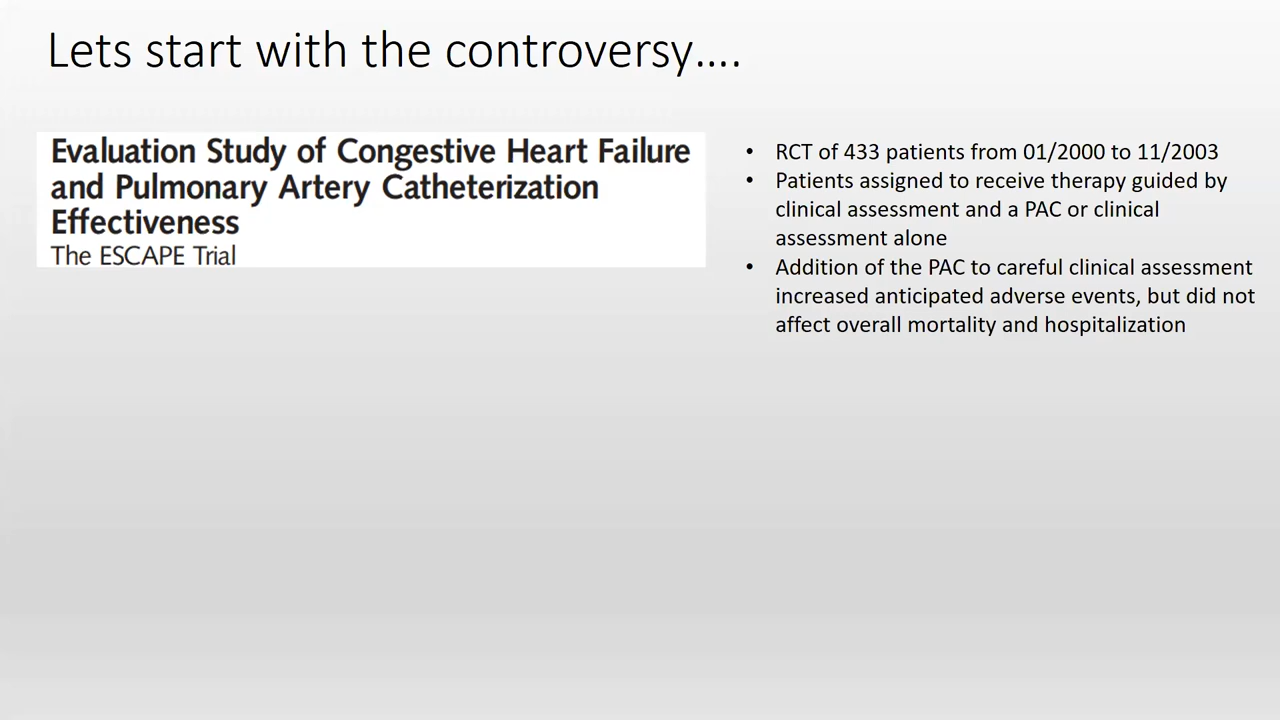 Lets start with the controversy....
Evaluation Study of Congestive Heart Failure
and Pulmonary Artery Catheterization
Effectiveness
The ESCAPE Trial
• RCT of 433 patients from 01/2000 to 11/2003
• Patients assigned to receive therapy guided by
clinical assessment and a PAC or clinical
assessment alone
• Addition of the PAC to careful clinical assessment
increased anticipated adverse events, but did not
affect overall mortality and hospitalization